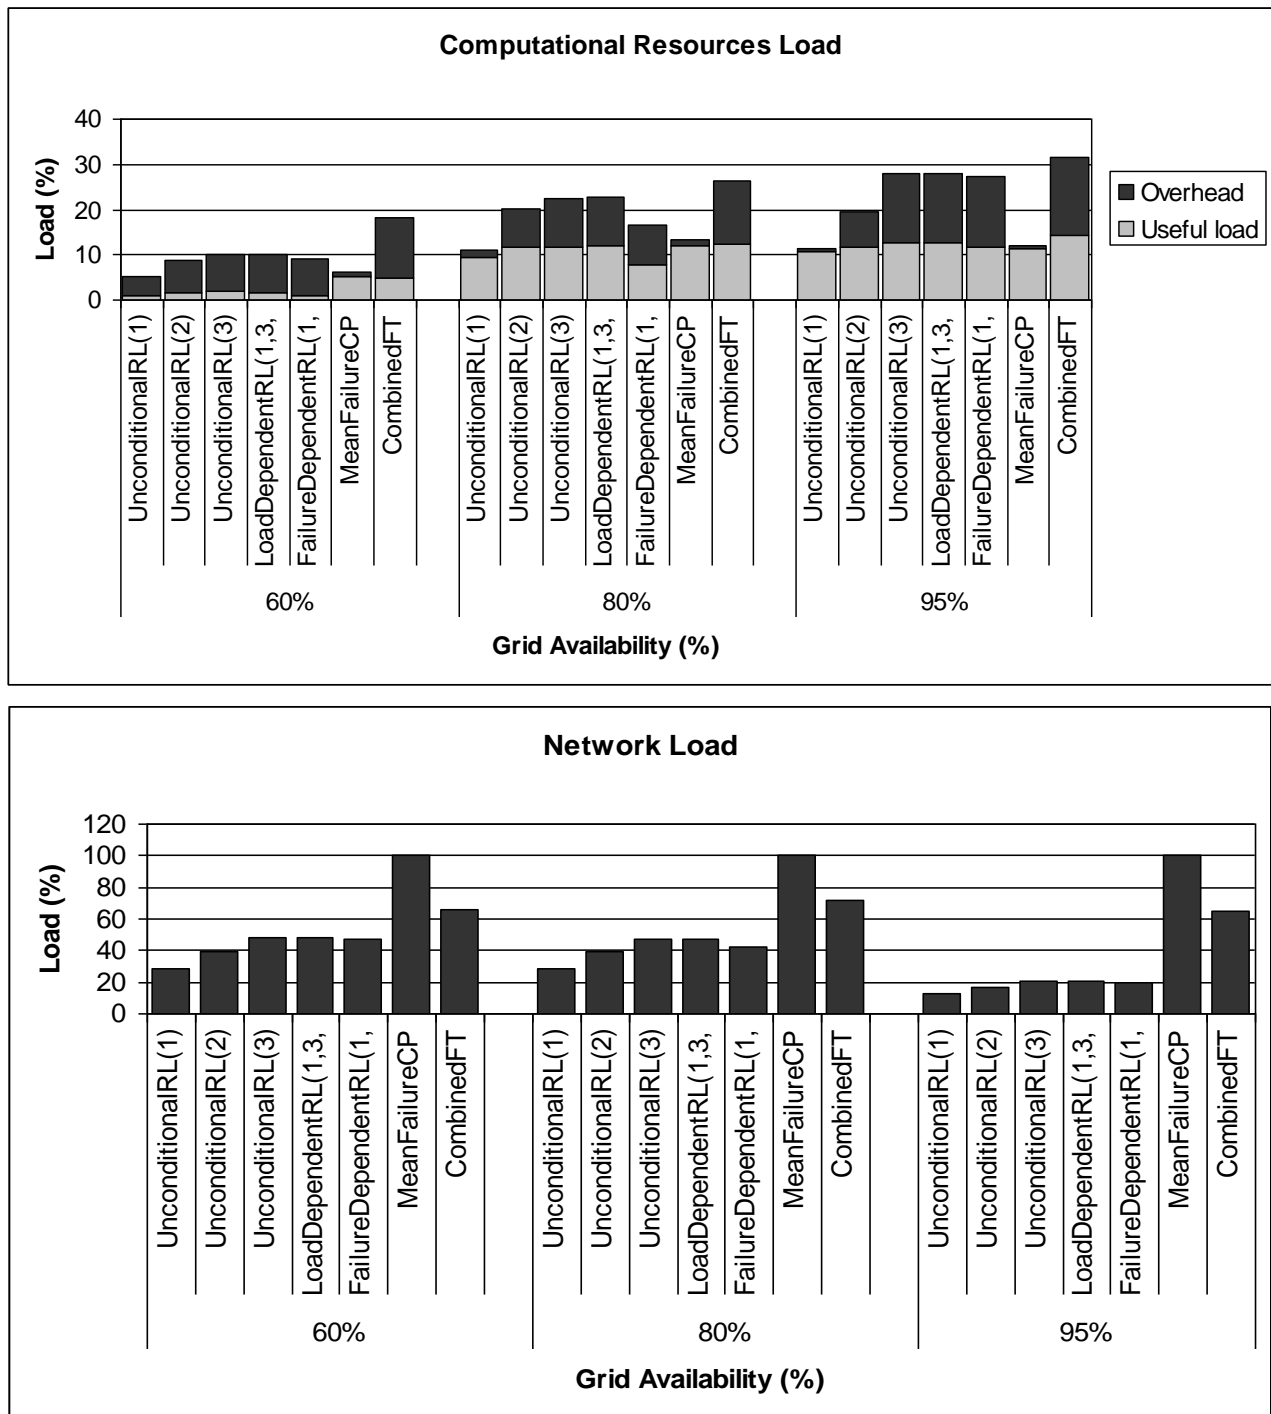 Computational Resources Load
Load (%)
40
30
20
10
0
Overhead
Useful load
UnconditionalRL(1)
UnconditionalRL(2)
UnconditionalRL(3)
LoadDependentRL(1,3,
FailureDependentRL(1,
MeanFailureCP
CombinedFT
UnconditionalRL(1)
UnconditionalRL(2)
UnconditionalRL(3)
LoadDependentRL(1,3,
FailureDependentRL(1,
MeanFailureCP
CombinedFT
UnconditionalRL(1)
UnconditionalRL(2)
UnconditionalRL(3)
LoadDependentRL(1,3,
FailureDependentRL(1,
MeanFailureCP
CombinedFT
60%
80%
95%
Grid Availability (%)
Network Load
Load (%)
120
100
80
60
40
20
0
UnconditionalRL(1)
UnconditionalRL(2)
UnconditionalRL(3)
LoadDependentRL(1,3,
FailureDependentRL(1,
MeanFailureCP
CombinedFT
UnconditionalRL(1)
UnconditionalRL(2)
UnconditionalRL(3)
LoadDependentRL(1,3,
FailureDependentRL(1,
MeanFailureCP
CombinedFT
UnconditionalRL(1)
UnconditionalRL(2)
UnconditionalRL(3)
LoadDependentRL(1,3,
FailureDependentRL(1,
MeanFailureCP
CombinedFT
60%
80%
95%
Grid Availability (%)